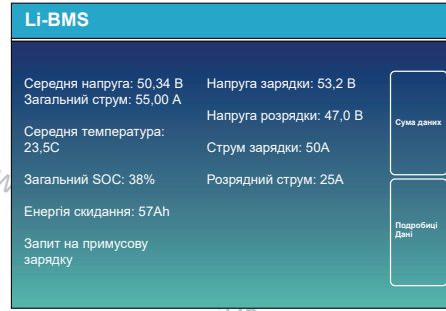 Li-BMS
Середня напруга: 50,34 В
Загальний струм: 55,00 А
Середня температура:
23,5С
Загальний SOC: 38%
Енергія скидання: 57Ah
Запит на примусову
зарядку
Напруга зарядки: 53,2 В
Напруга розрядки: 47,0 В
Струм зарядки: 50А
Розрядний струм: 25А
Сума даних
Подробиці
Дані